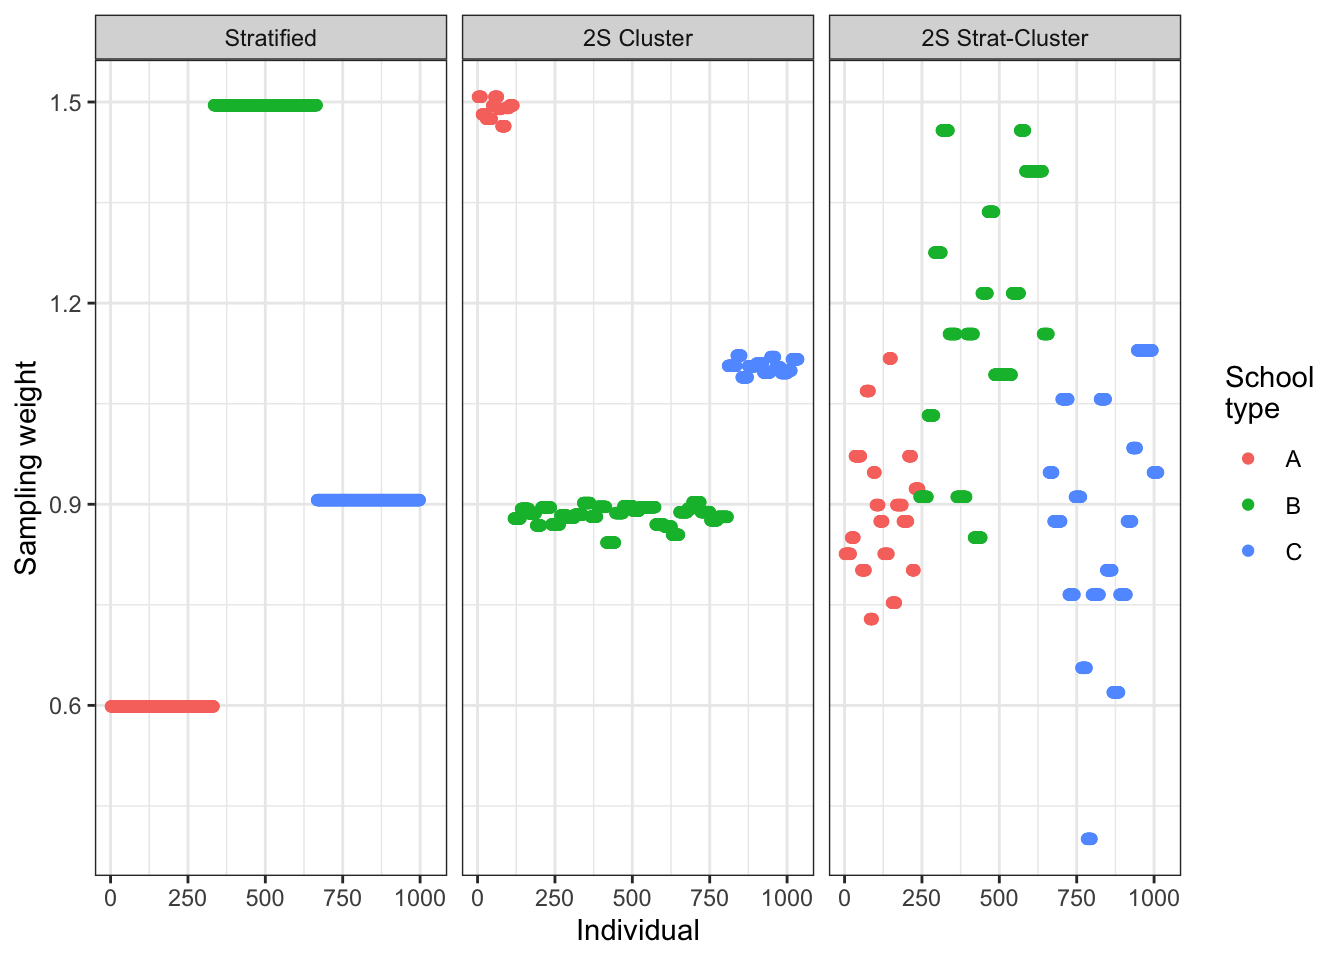 Stratified
2S Cluster
2S Strat-Cluster
Sampling weight
1.5
1.2
0.9
0.6
0 250 500 750 1000
0 250 500 750 1000
0 250 500 750 1000
Individual
School
type
A
B
C